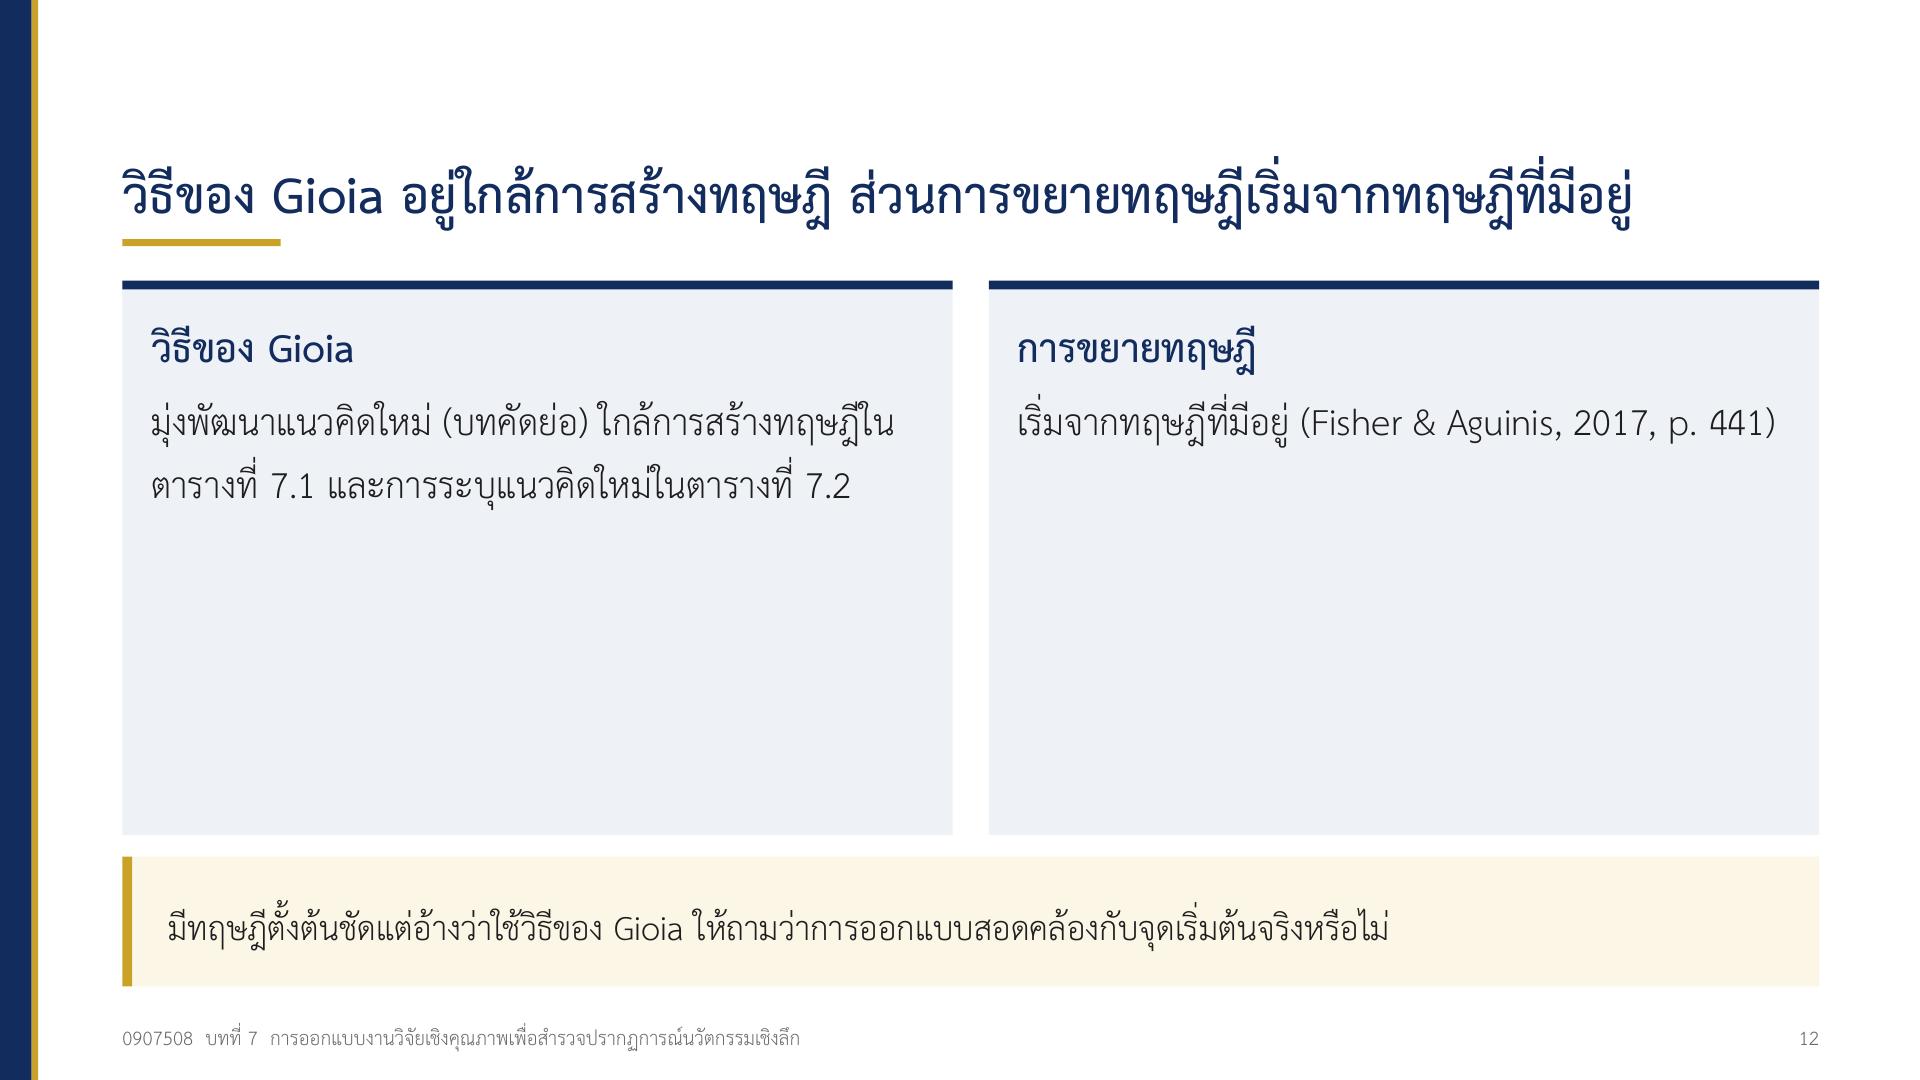 วิธีของ Gioia อยู่ใกล้การสร้างทฤษฎี ส่วนการขยายทฤษฎีเริ่มจากทฤษฎีที่มีอยู่
วิธีของ Gioia
มุ่งพัฒนาแนวคิดใหม่ (บทคัดย่อ) ใกล้การสร้างทฤษฎีใน
ตารางที่ 7.1 และการระบุแนวคิดใหม่ในตารางที่ 7.2
การขยายทฤษฎี
เริ่มจากทฤษฎีที่มีอยู่ (Fisher & Aguinis, 2017, p. 441)
มีทฤษฎีตั้งต้นชัดแต่อ้างว่าใช้วิธีของ Gioia ให้ถามว่าการออกแบบสอดคล้องกับจุดเริ่มต้นจริงหรือไม่
0907508 บทที่ 7 การออกแบบงานวิจัยเชิงคุณภาพเพื่อสำรวจปรากฏการณ์นวัตกรรมเชิงลึก
12